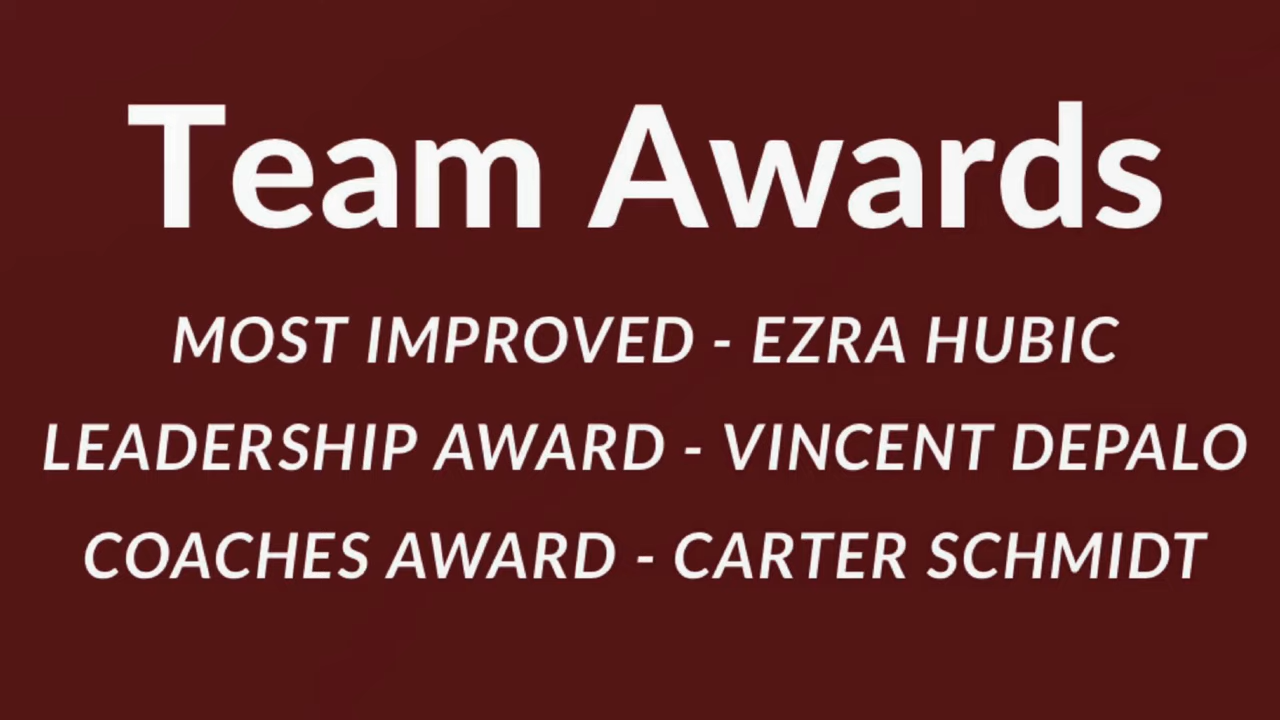 Team Awards
MOST IMPROVED - EZRA HUBIC
LEADERSHIP AWARD - VINCENT DEPALO
COACHES AWARD - CARTER SCHMIDT